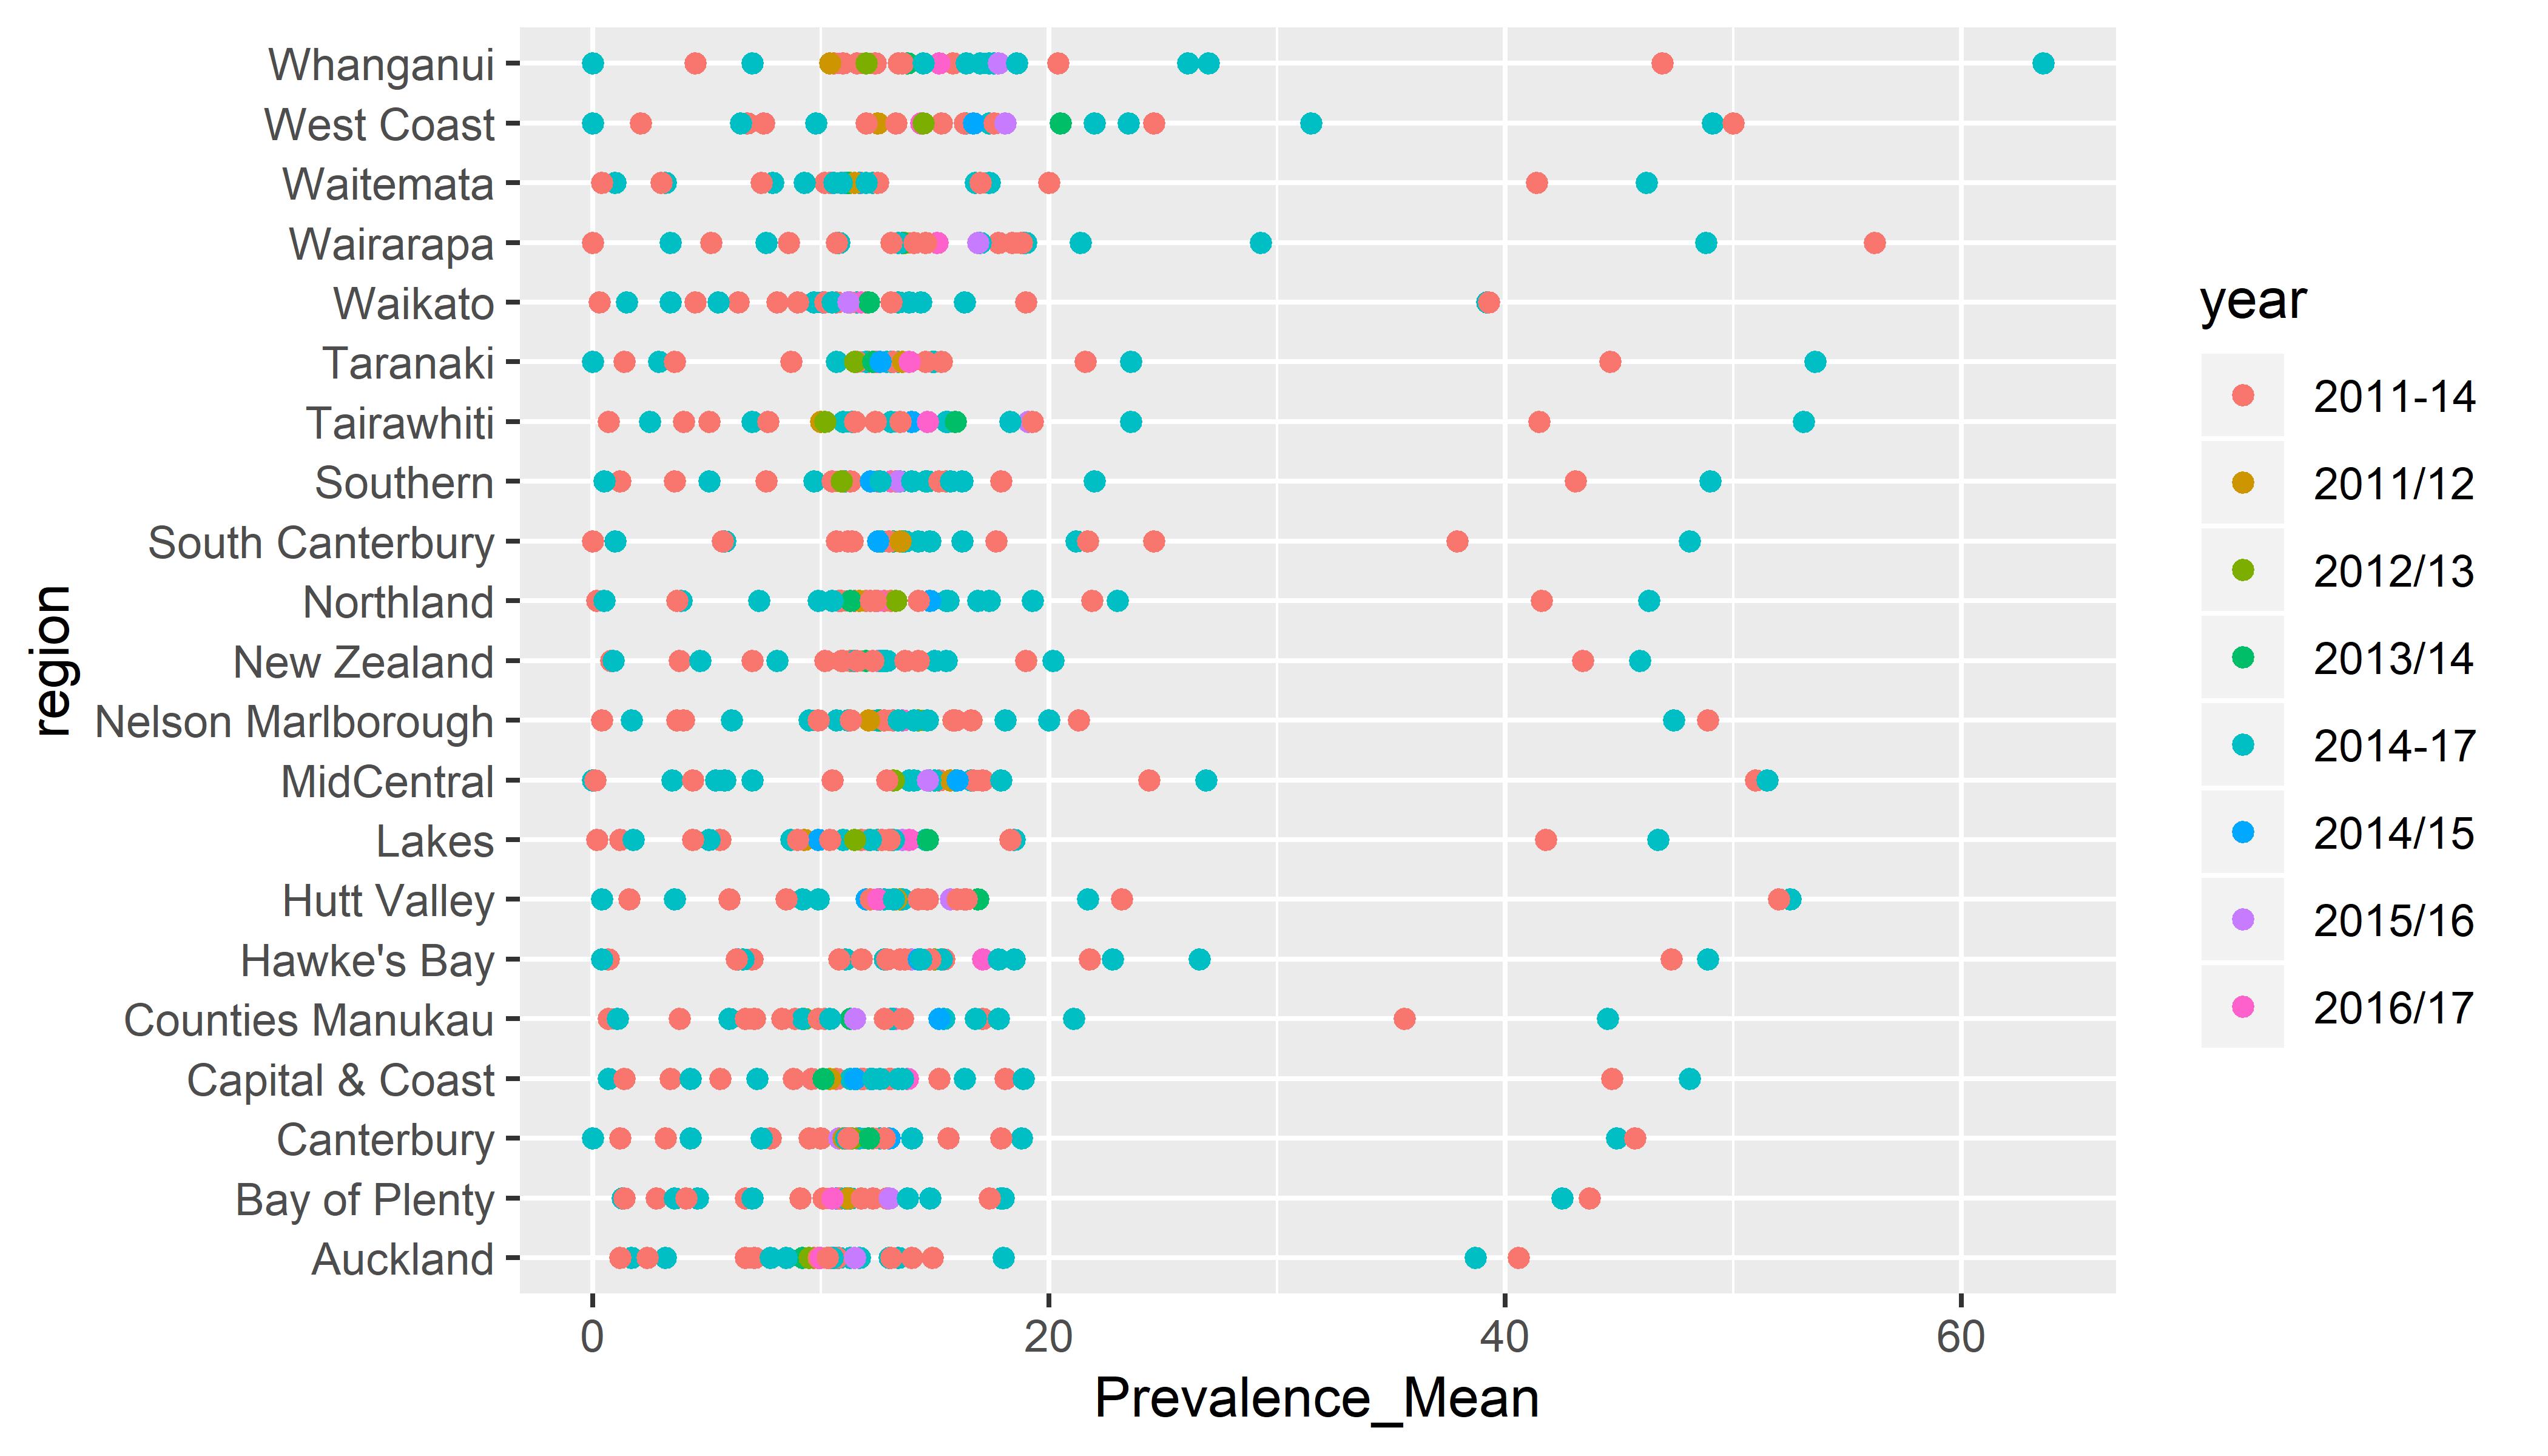 Whanganui
West Coast
Waitemata
Wairarapa
Waikato
Taranaki
Tairawhiti
Southern
South Canterbury
Northland
New Zealand
Nelson Marlborough
MidCentral
Lakes
Hutt Valley
Hawke's Bay
Counties Manukau
Capital & Coast
Canterbury
Bay of Plenty
Auckland
region
0 20 40 60
Prevalence_Mean
year
2011-14
2011/12
2012/13
2013/14
2014-17
2014/15
2015/16
2016/17